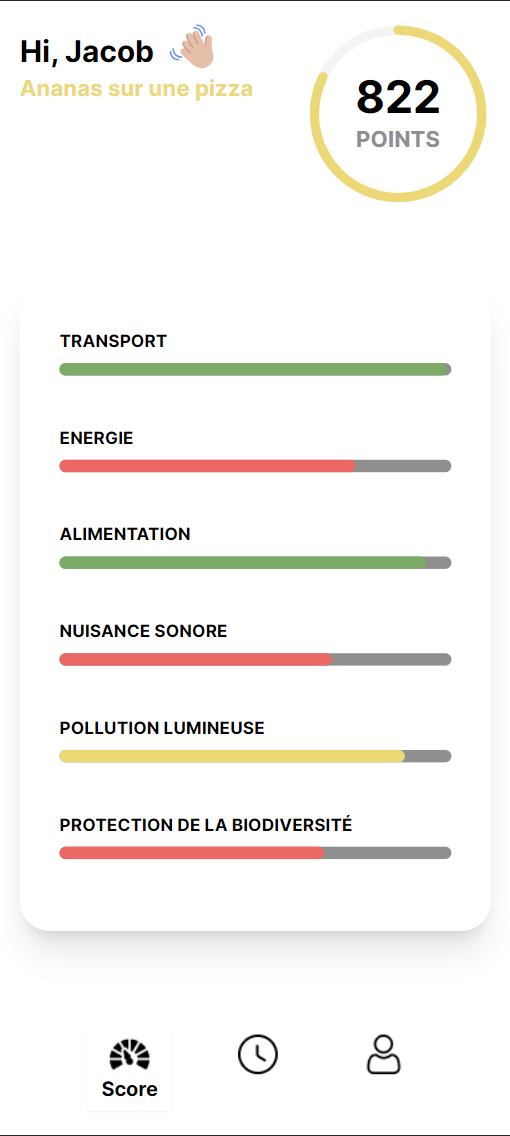 Hi, Jacob 👋🏼
Ananas sur une pizza
822
POINTS
TRANSPORT
ENERGIE
ALIMENTATION
NUISANCE SONORE
POLLUTION LUMINEUSE
PROTECTION DE LA BIODIVERSITÉ
Score